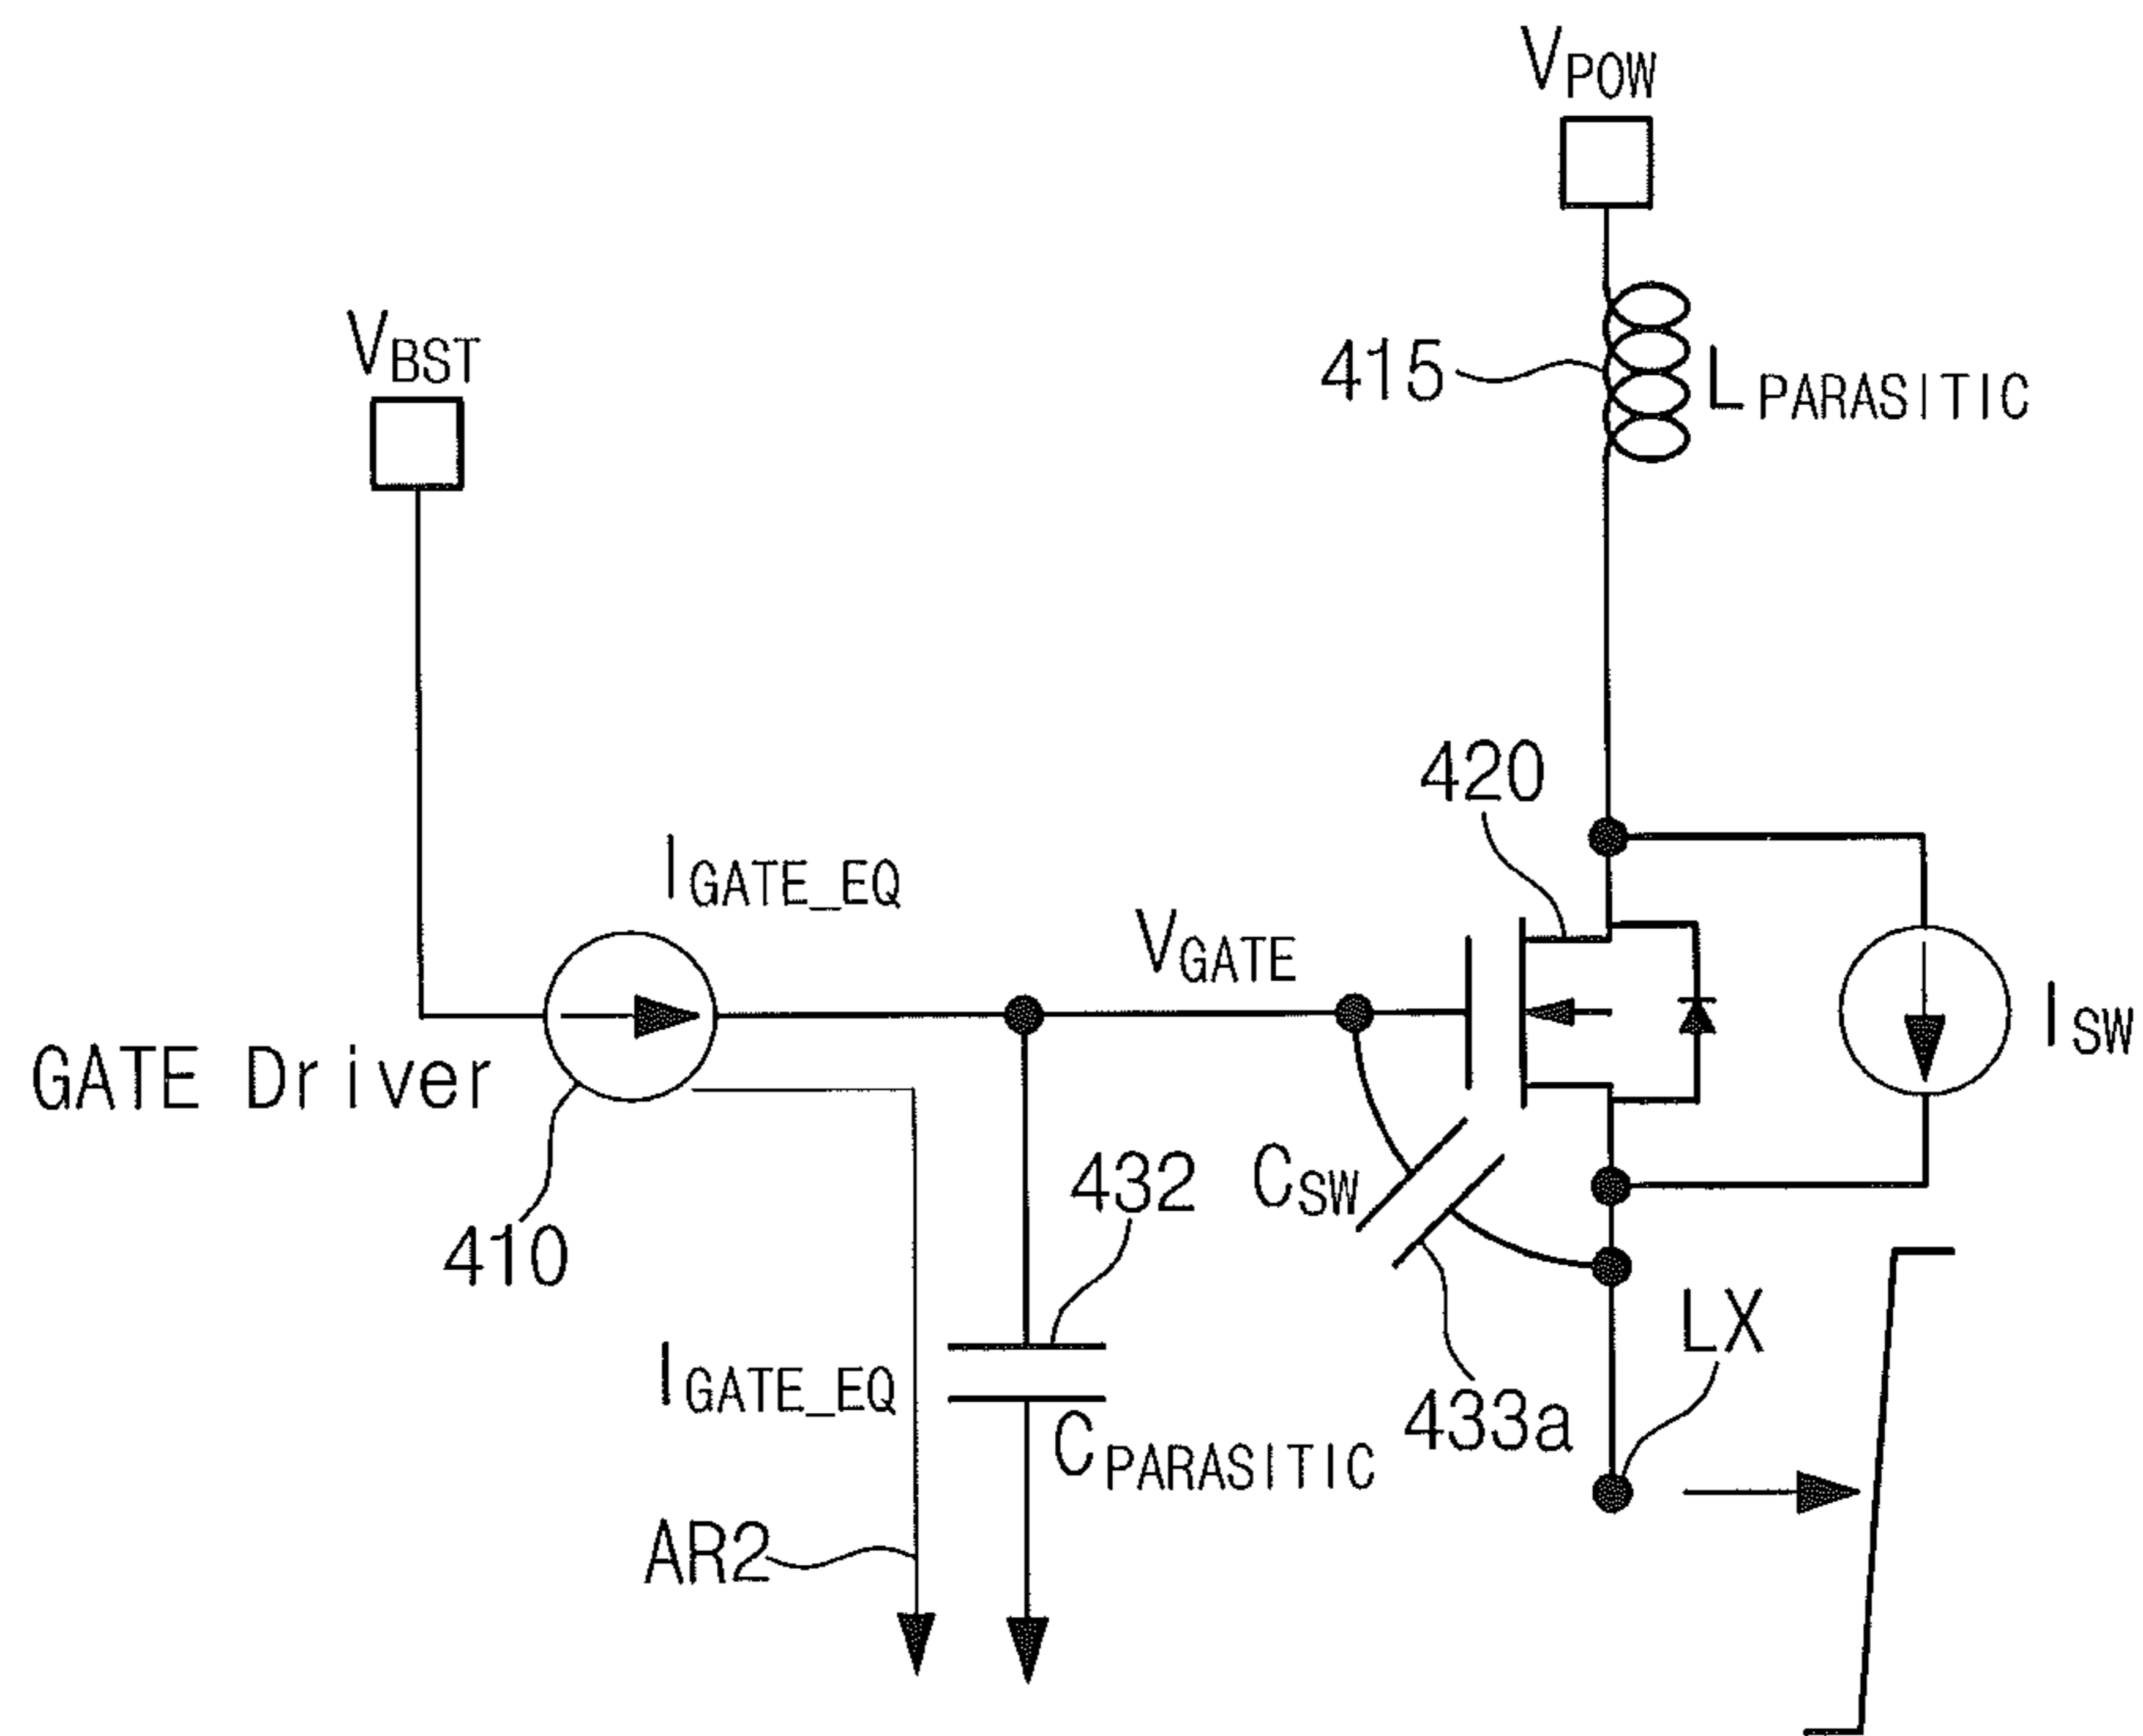 VPOW
VBST
415
LPARASITIC
420
IGATE_EQ
VGATE
ISW
GATE Driver
432
CSW
410
LX
IGATE_EQ
433a
CPARASITIC
AR2